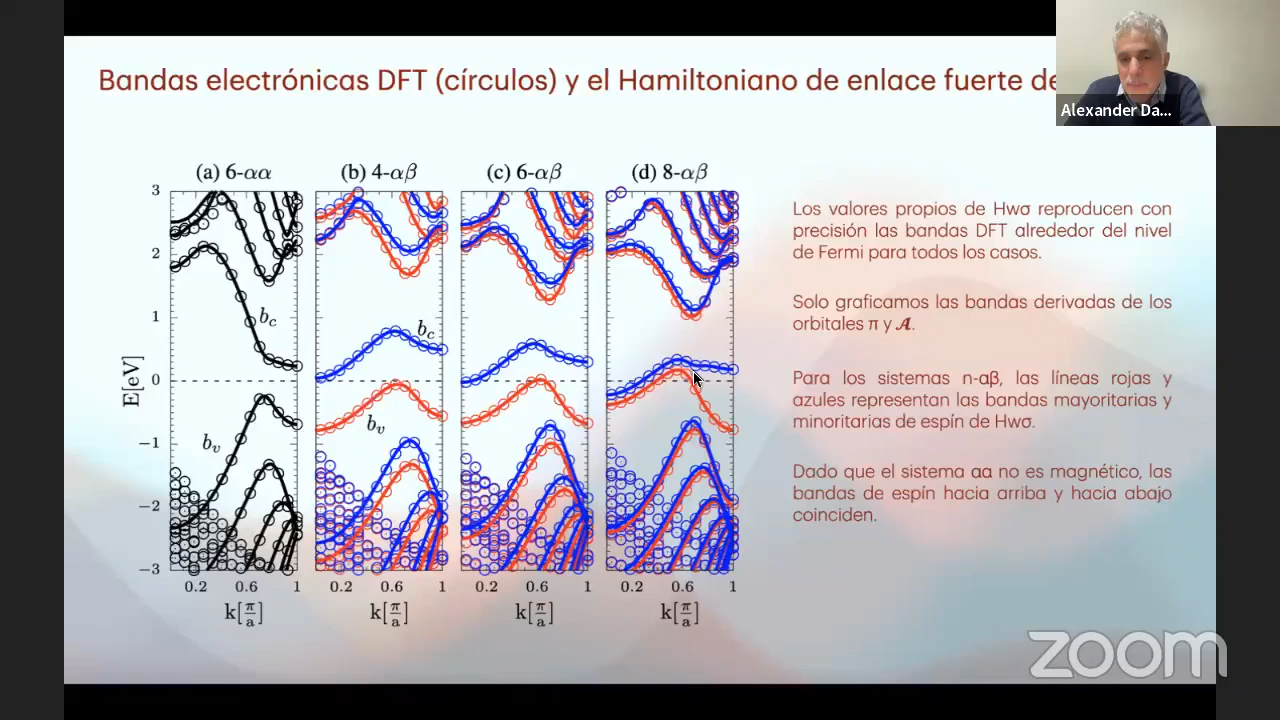 Bandas electrónicas DFT (círculos) y el Hamiltoniano de enlace fuerte
Alexander Da...
(a) 6-αα (b) 4-αβ (c) 6-αβ (d) 8-αβ
3
2
1
0
−1
−2
−3
E[eV]
b_c
b_v
b_c
b_v
0.2 0.6 1 0.2 0.6 1 0.2 0.6 1 0.2 0.6 1
k[π/a] k[π/a] k[π/a] k[π/a]
Los valores propios de Hwσ reproducen con
precisión las bandas DFT alrededor del nivel
de Fermi para todos los casos.
Solo graficamos las bandas derivadas de los
orbitales π y 𝓐.
Para los sistemas n-αβ, las líneas rojas y
azules representan las bandas mayoritarias y
minoritarias de espín de Hwσ.
Dado que el sistema αα no es magnético, las
bandas de espín hacia arriba y hacia abajo
coinciden.
zoom